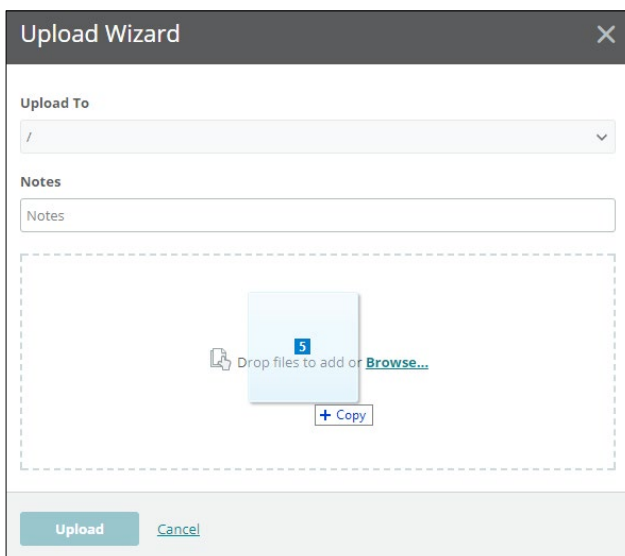 Upload Wizard
Upload To
/
Notes
Notes
5
Drop files to add or Browse...
+ Copy
Upload Cancel